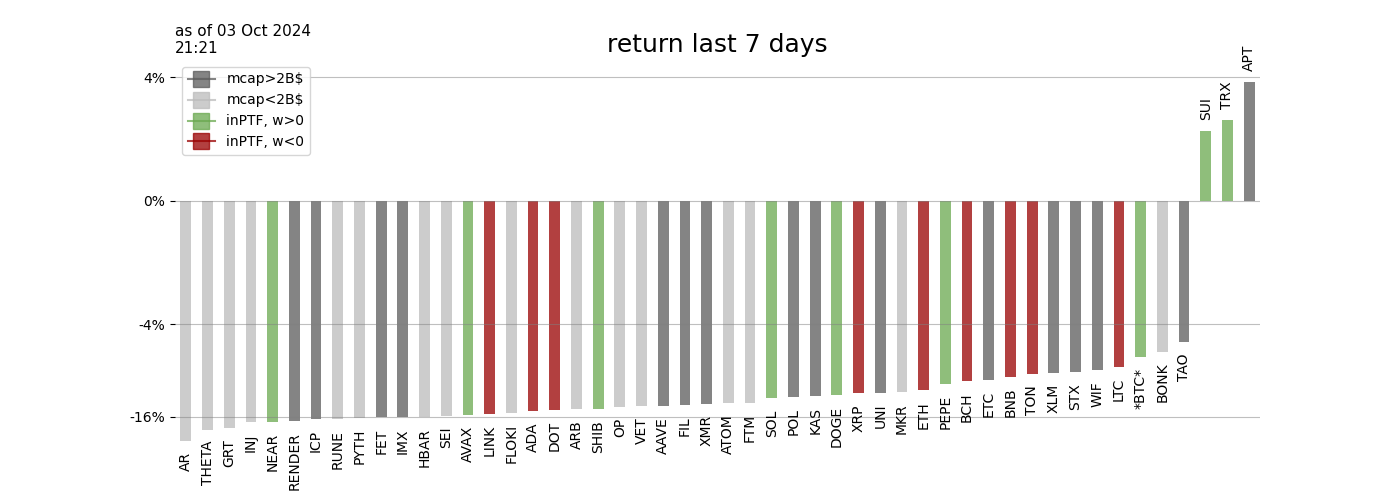 as of 03 Oct 2024
21:21
return last 7 days
mcap>2B$
mcap<2B$
inPTF, w>0
inPTF, w<0
4%
0%
-4%
-16%
AR
THETA
GRT
INJ
NEAR
RENDER
ICP
RUNE
PYTH
FET
IMX
HBAR
SEI
AVAX
LINK
FLOKI
ADA
DOT
ARB
SHIB
OP
VET
AAVE
FIL
XMR
ATOM
FTM
SOL
POL
KAS
DOGE
XRP
UNI
MKR
ETH
PEPE
BCH
ETC
BNB
TON
XLM
STX
WIF
LTC
*BTC*
BONK
TAO
SUI
TRX
APT